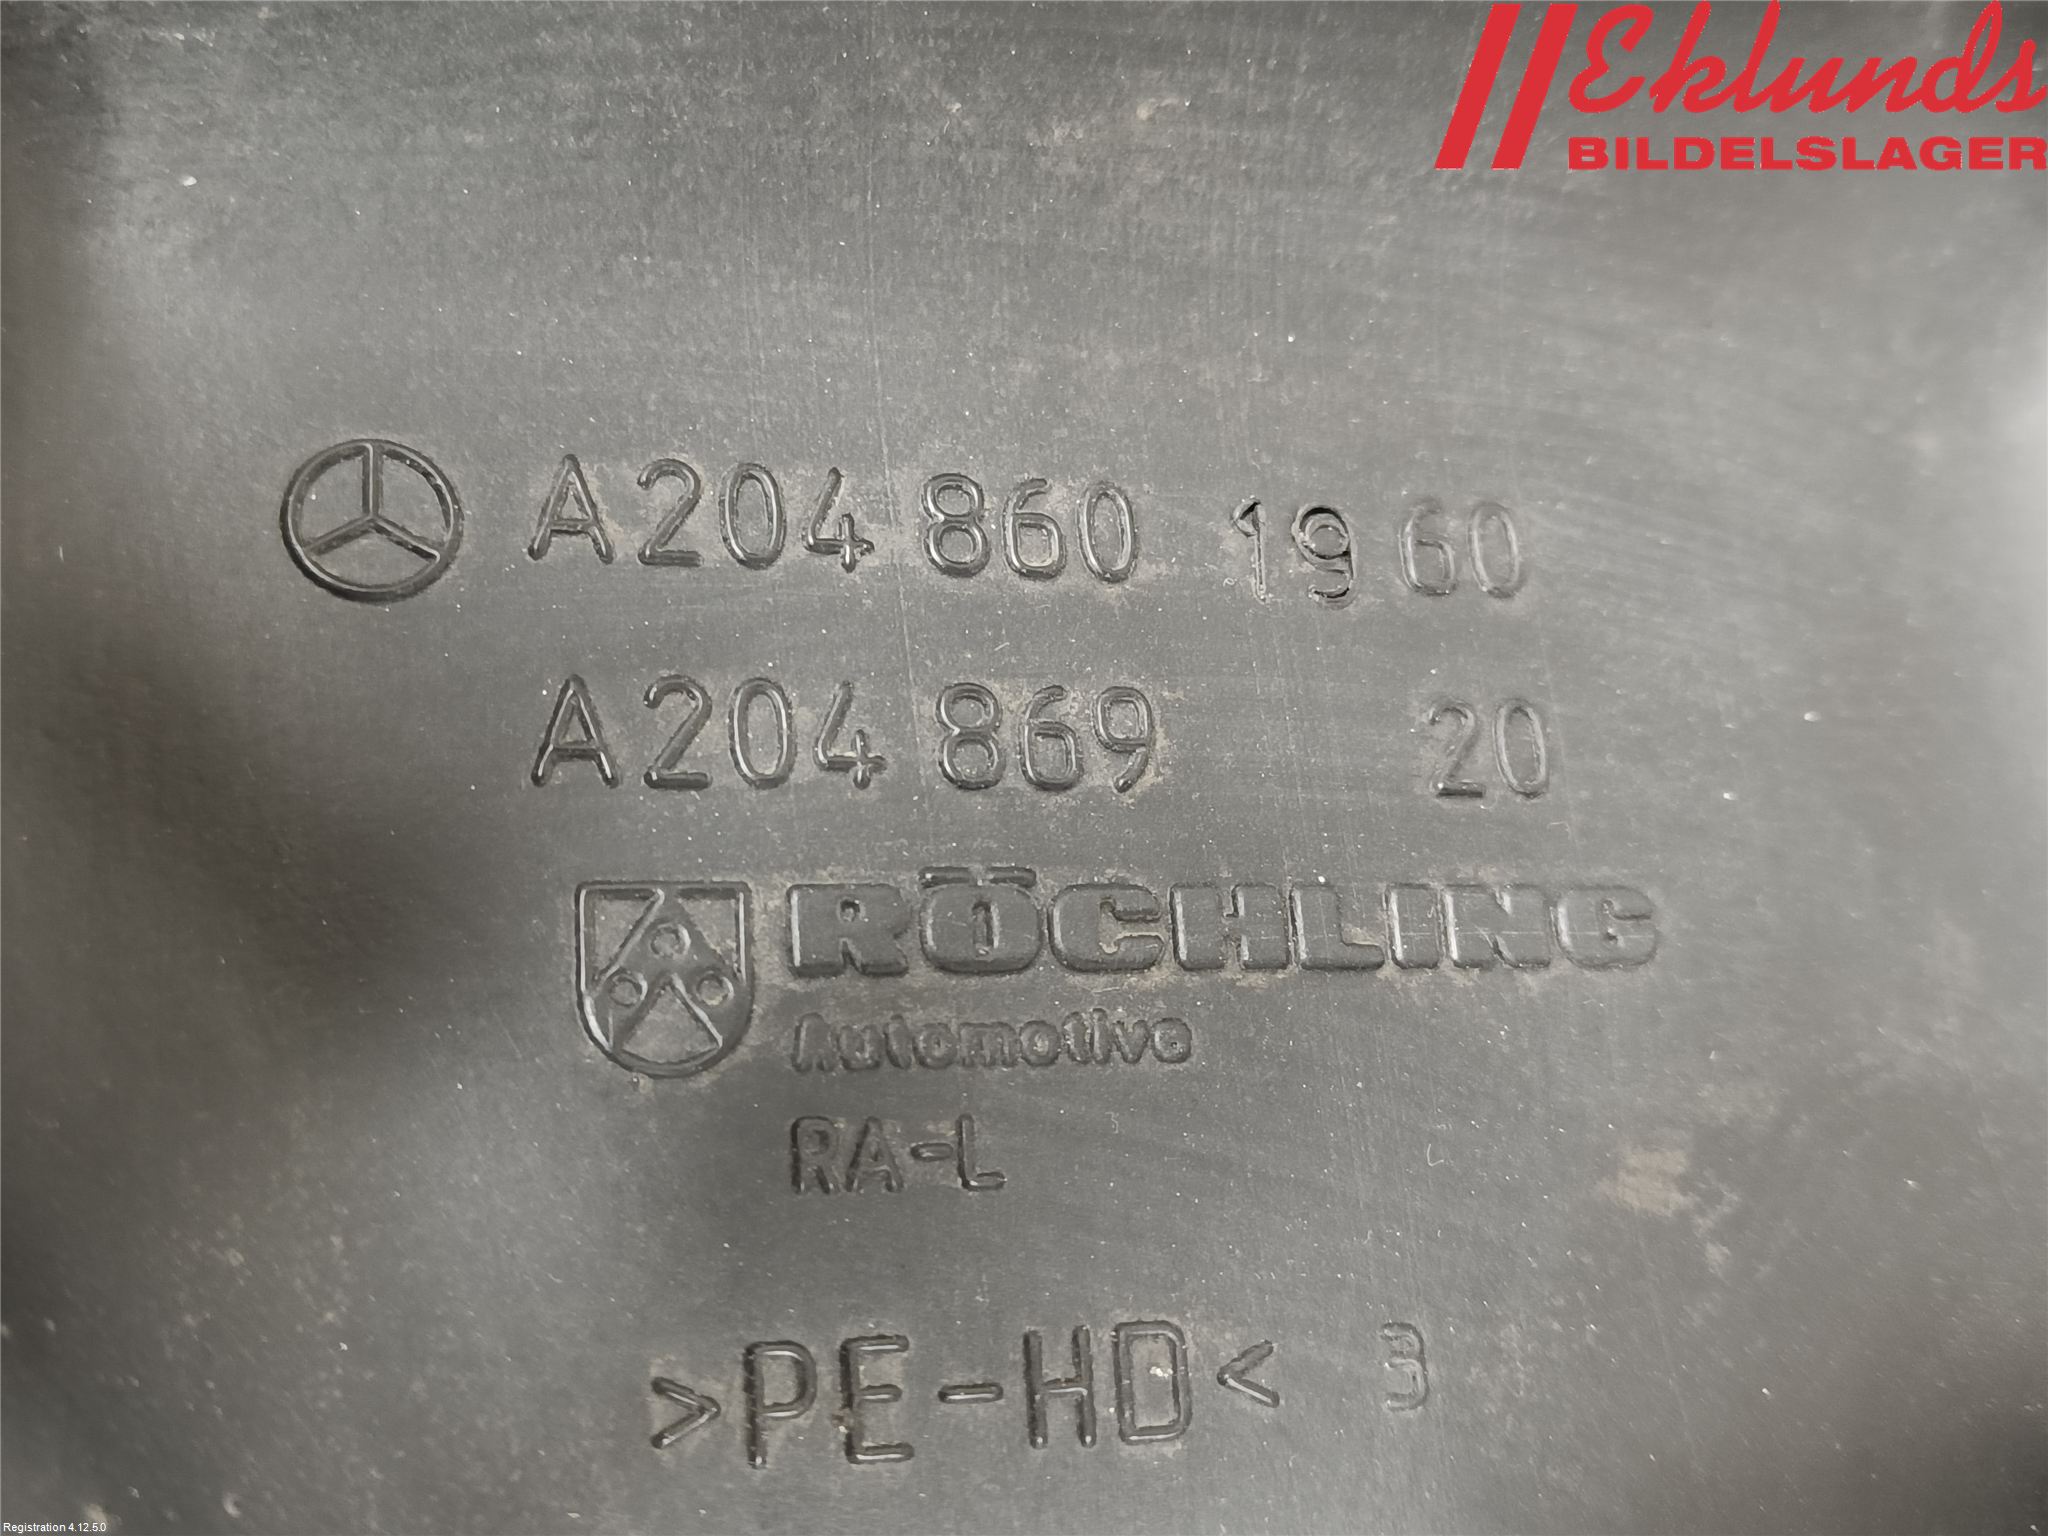 Eklunds
BILDELSLAGER
A 204 860 19 60
A 204 869 20
RÖCHLING
Automotive
RA-L
>PE-HD< 3
Registration 4.12.5.0